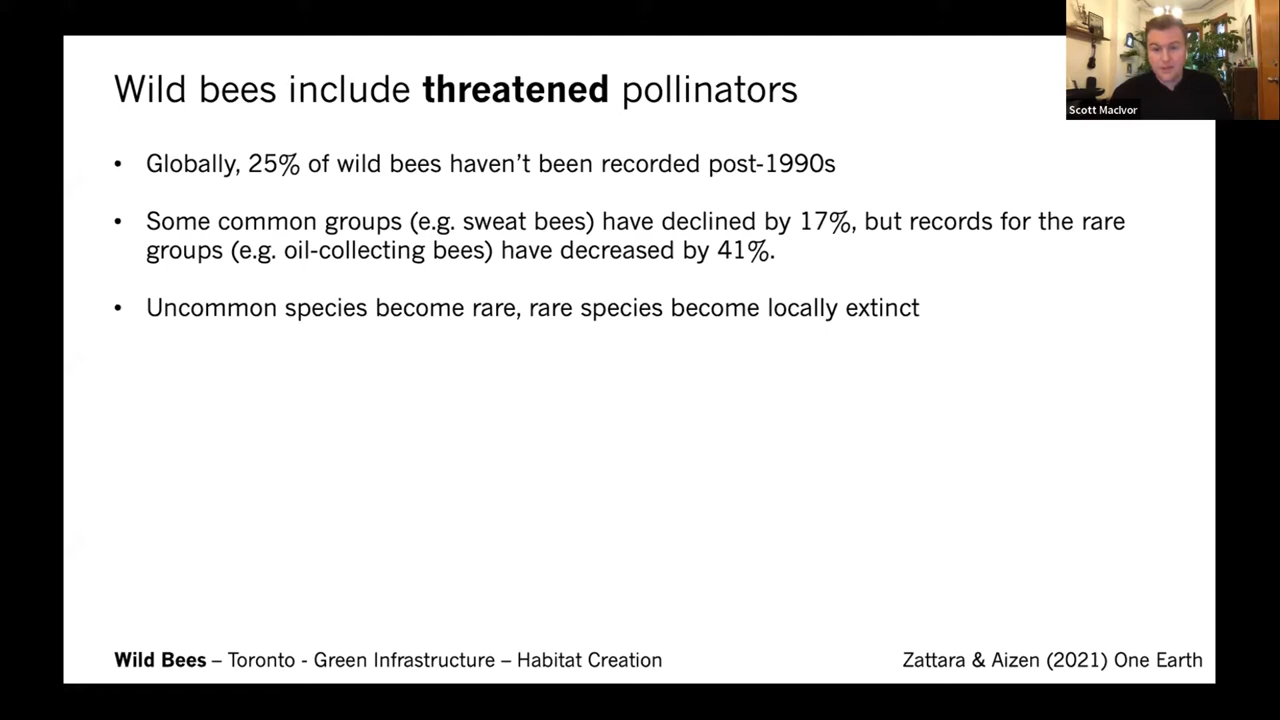 Wild bees include threatened pollinators
Scott MacIvor
• Globally, 25% of wild bees haven't been recorded post-1990s
• Some common groups (e.g. sweat bees) have declined by 17%, but records for the rare
groups (e.g. oil-collecting bees) have decreased by 41%.
• Uncommon species become rare, rare species become locally extinct
Wild Bees – Toronto - Green Infrastructure – Habitat Creation
Zattara & Aizen (2021) One Earth